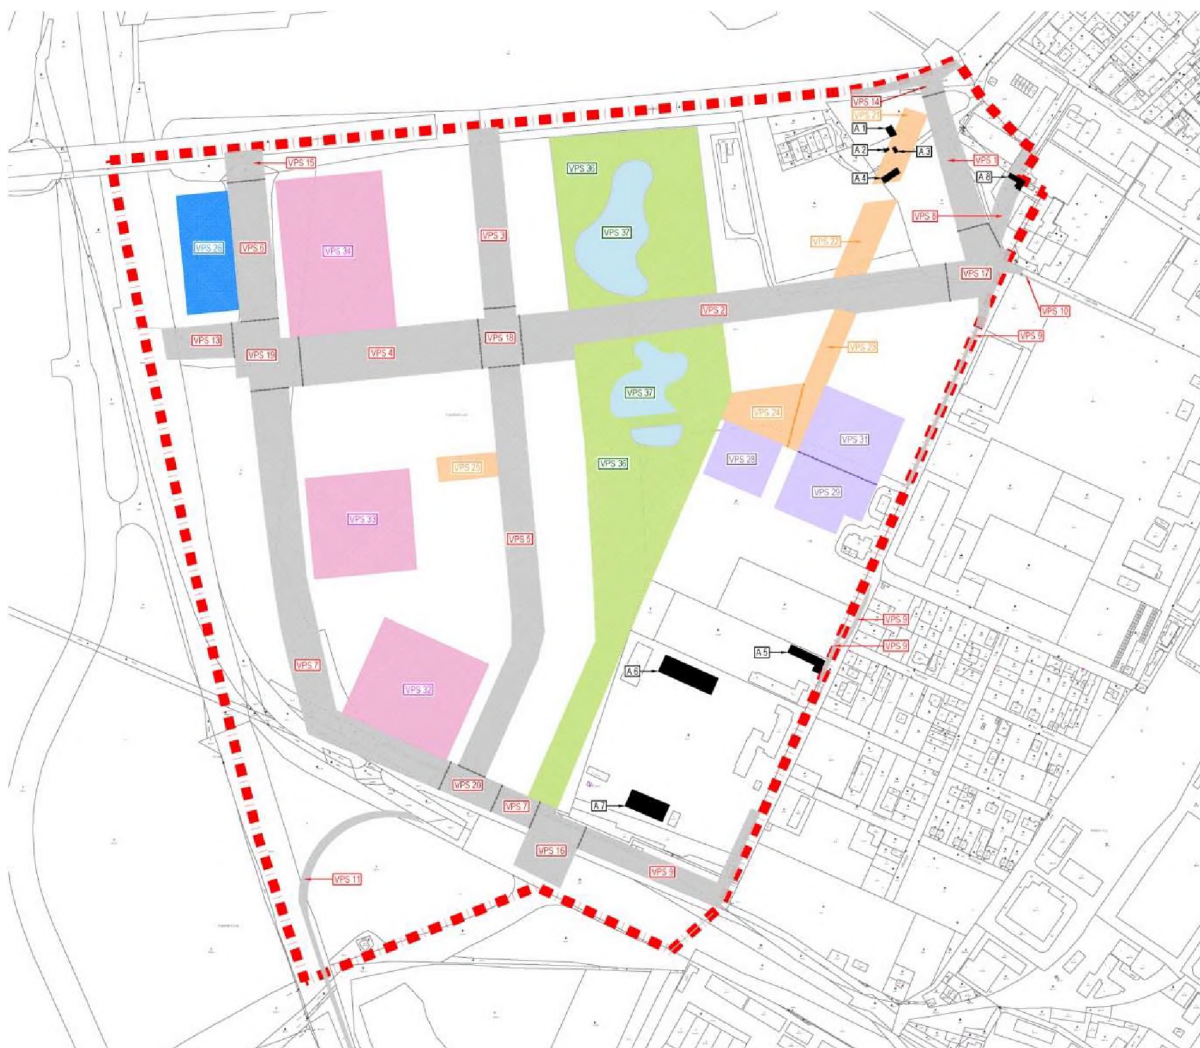 VPS 14
VPS 21
A 1
A 2
A 3
A 4
VPS 1
A 8
VPS 15
VPS 36
VPS 8
VPS 26
VPS 6
VPS 34
VPS 3
VPS 37
VPS 22
VPS 17
VPS 2
VPS 10
VPS 13
VPS 19
VPS 4
VPS 18
VPS 9
VPS 23
VPS 37
VPS 24
VPS 31
VPS 25
VPS 36
VPS 28
VPS 29
VPS 33
VPS 5
VPS 9
VPS 9
A 5
VPS 7
A 6
VPS 32
VPS 20
VPS 7
A 7
VPS 16
VPS 9
VPS 11